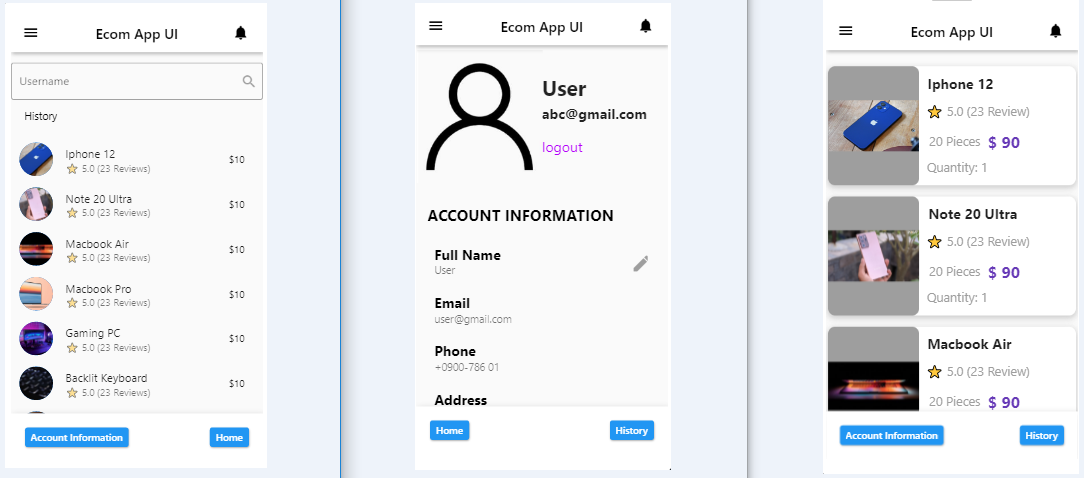 Ecom App UI
Username
History
Iphone 12
5.0 (23 Reviews)
$10
Note 20 Ultra
5.0 (23 Reviews)
$10
Macbook Air
5.0 (23 Reviews)
$10
Macbook Pro
5.0 (23 Reviews)
$10
Gaming PC
5.0 (23 Reviews)
$10
Backlit Keyboard
5.0 (23 Reviews)
$10
Account Information
Home
Ecom App UI
User
abc@gmail.com
logout
ACCOUNT INFORMATION
Full Name
User
Email
user@gmail.com
Phone
+0900-786 01
Address
Home
History
Ecom App UI
Iphone 12
5.0 (23 Review)
20 Pieces $ 90
Quantity: 1
Note 20 Ultra
5.0 (23 Review)
20 Pieces $ 90
Quantity: 1
Macbook Air
5.0 (23 Review)
20 Pieces $ 90
Account Information
History